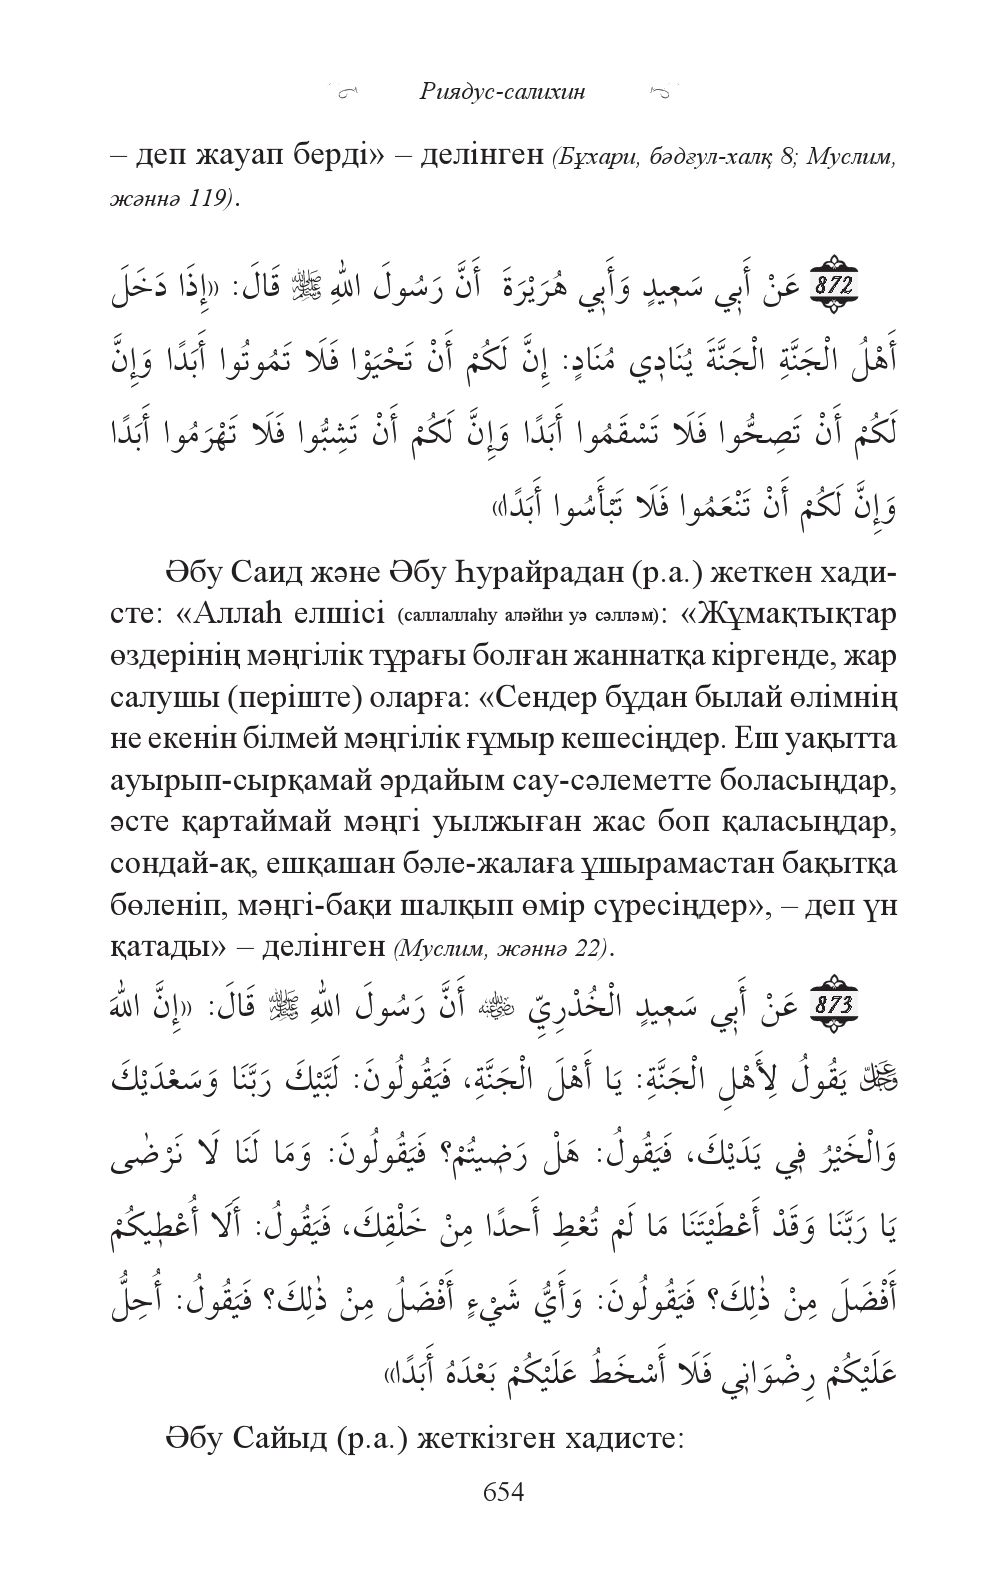 Риядус-салихин
– деп жауап берді» – делінген (Бұхари, бәдғул-халқ 8; Муслим,
жәннә 119).
872 عَنْ أَبِي سَعِيدٍ وَأَبِي هُرَيْرَةَ أَنَّ رَسُولَ اللهِ ﷺ قَالَ: «إِذَا دَخَلَ
أَهْلُ الْجَنَّةِ الْجَنَّةَ يُنَادِي مُنَادٍ: إِنَّ لَكُمْ أَنْ تَحْيَوْا فَلَا تَمُوتُوا أَبَدًا وَإِنَّ
لَكُمْ أَنْ تَصِحُّوا فَلَا تَسْقَمُوا أَبَدًا وَإِنَّ لَكُمْ أَنْ تَشِبُّوا فَلَا تَهْرَمُوا أَبَدًا
وَإِنَّ لَكُمْ أَنْ تَنْعَمُوا فَلَا تَبْأَسُوا أَبَدًا»
Әбу Саид және Әбу Һурайрадан (р.а.) жеткен хади-
сте: «Аллаһ елшісі (саллаллаһу аләйһи уә сәлләм): «Жұмақтықтар
өздерінің мәңгілік тұрағы болған жаннатқа кіргенде, жар
салушы (періште) оларға: «Сендер бұдан былай өлімнің
не екенін білмей мәңгілік ғұмыр кешесіңдер. Еш уақытта
ауырып-сырқамай әрдайым сау-сәлеметте боласыңдар,
әсте қартаймай мәңгі уылжыған жас боп қаласыңдар,
сондай-ақ, ешқашан бәле-жалаға ұшырамастан бақытқа
бөленіп, мәңгі-бақи шалқып өмір сүресіңдер», – деп үн
қатады» – делінген (Муслим, жәннә 22).
873 عَنْ أَبِي سَعِيدٍ الْخُدْرِيِّ رضي الله عنه أَنَّ رَسُولَ اللهِ ﷺ قَالَ: «إِنَّ اللهَ
عز وجل يَقُولُ لِأَهْلِ الْجَنَّةِ: يَا أَهْلَ الْجَنَّةِ، فَيَقُولُونَ: لَبَّيْكَ رَبَّنَا وَسَعْدَيْكَ
وَالْخَيْرُ فِي يَدَيْكَ، فَيَقُولُ: هَلْ رَضِيتُمْ؟ فَيَقُولُونَ: وَمَا لَنَا لَا نَرْضٰى
يَا رَبَّنَا وَقَدْ أَعْطَيْتَنَا مَا لَمْ تُعْطِ أَحدًا مِنْ خَلْقِكَ، فَيَقُولُ: أَلَا أُعْطِيكُمْ
أَفْضَلَ مِنْ ذٰلِكَ؟ فَيَقُولُونَ: وَأَيُّ شَيْءٍ أَفْضَلُ مِنْ ذٰلِكَ؟ فَيَقُولُ: أُحِلُّ
عَلَيْكُمْ رِضْوَانِي فَلَا أَسْخَطُ عَلَيْكُمْ بَعْدَهُ أَبَدًا»
Әбу Сайыд (р.а.) жеткізген хадисте:
654